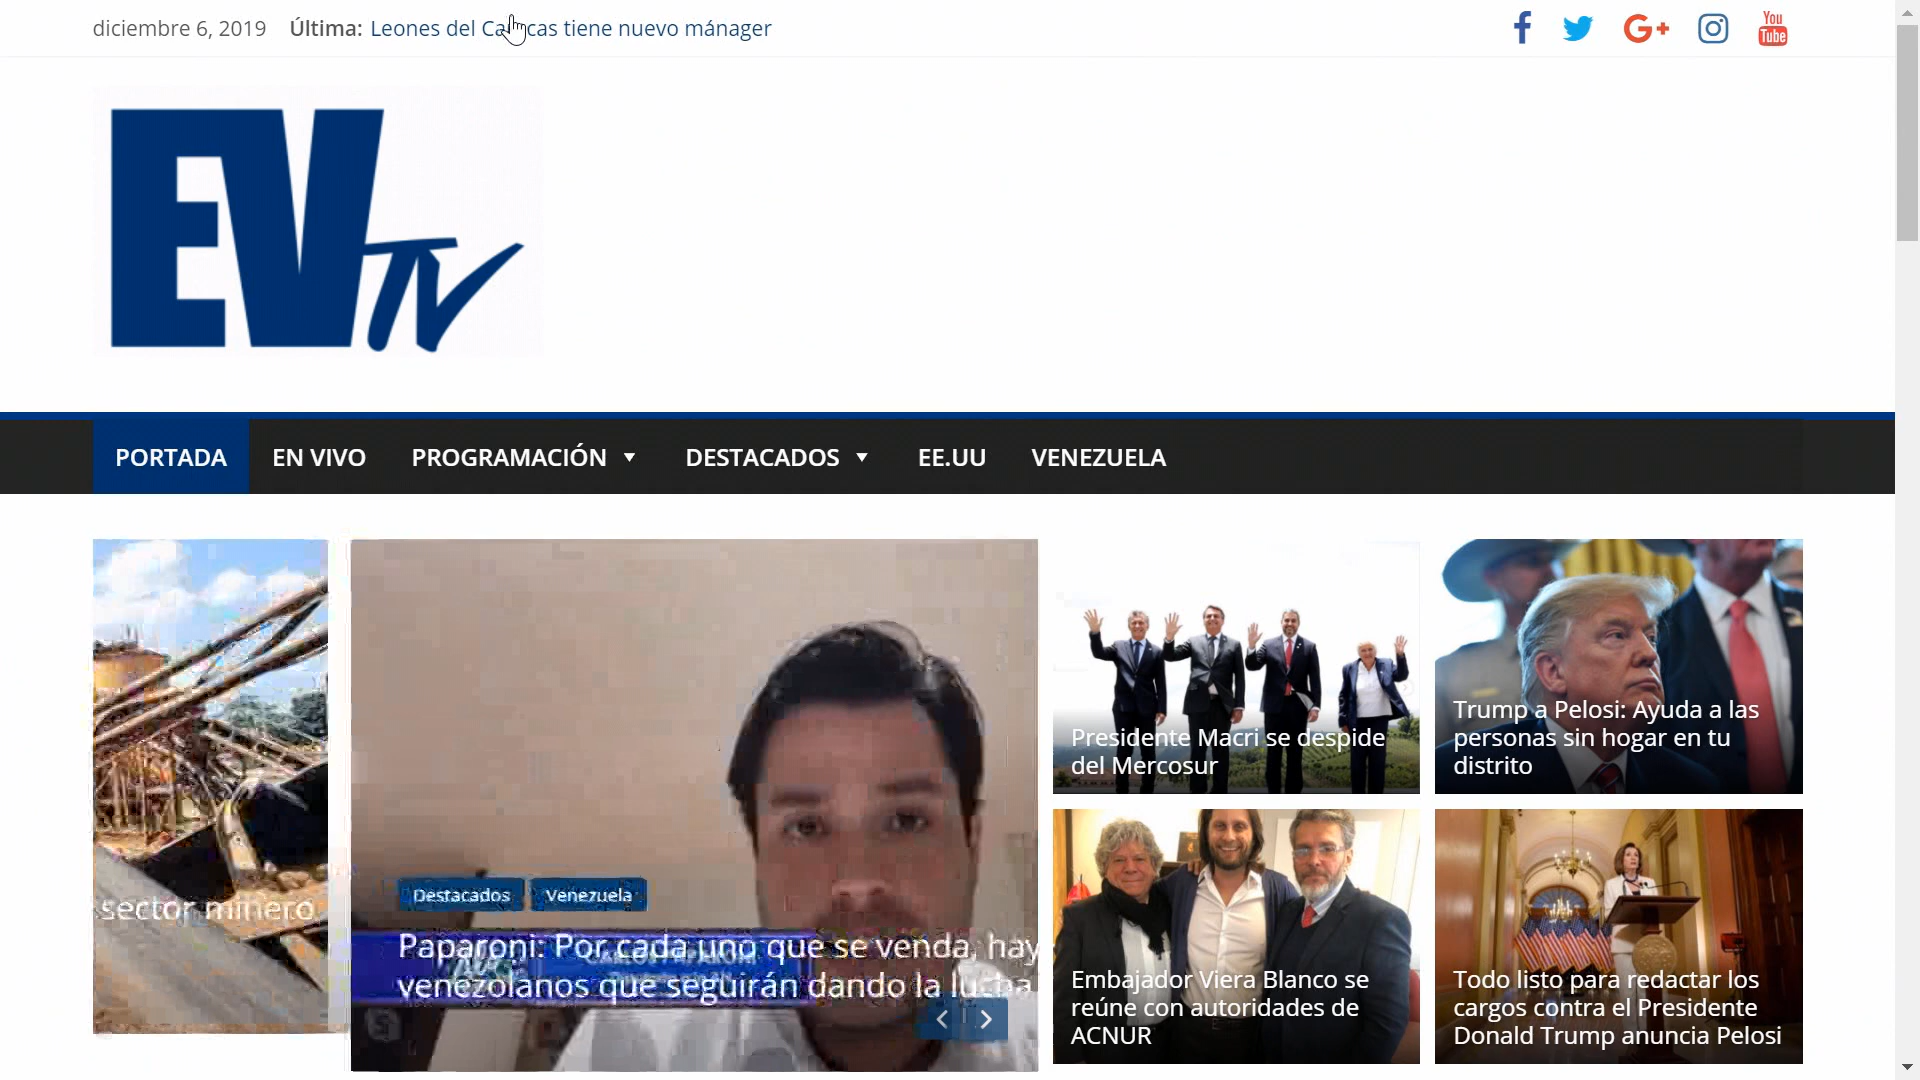 diciembre 6, 2019 Última: Leones del Caracas tiene nuevo mánager
You
Tube
EVTV
PORTADA EN VIVO PROGRAMACIÓN DESTACADOS EE.UU VENEZUELA
sector minero
Destacados Venezuela
Paparoni: Por cada uno que se venda, hay
venezolanos que seguirán dando la lucha
Presidente Macri se despide
del Mercosur
Trump a Pelosi: Ayuda a las
personas sin hogar en tu
distrito
Embajador Viera Blanco se
reúne con autoridades de
ACNUR
Todo listo para redactar los
cargos contra el Presidente
Donald Trump anuncia Pelosi